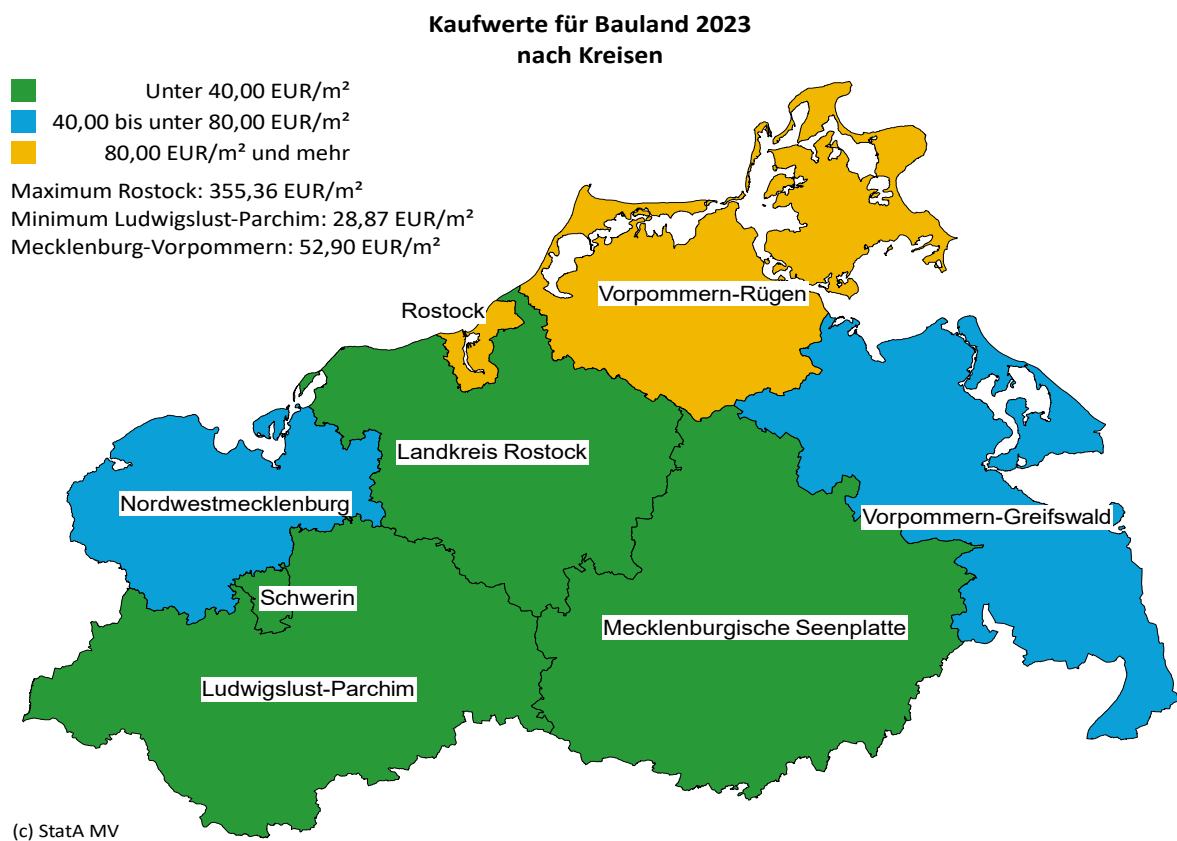 Kaufwerte für Bauland 2023
nach Kreisen
Unter 40,00 EUR/m²
40,00 bis unter 80,00 EUR/m²
80,00 EUR/m² und mehr
Maximum Rostock: 355,36 EUR/m²
Minimum Ludwigslust-Parchim: 28,87 EUR/m²
Mecklenburg-Vorpommern: 52,90 EUR/m²
Vorpommern-Rügen
Rostock
Landkreis Rostock
Nordwestmecklenburg
Vorpommern-Greifswald
Schwerin
Mecklenburgische Seenplatte
Ludwigslust-Parchim
(c) StatA MV